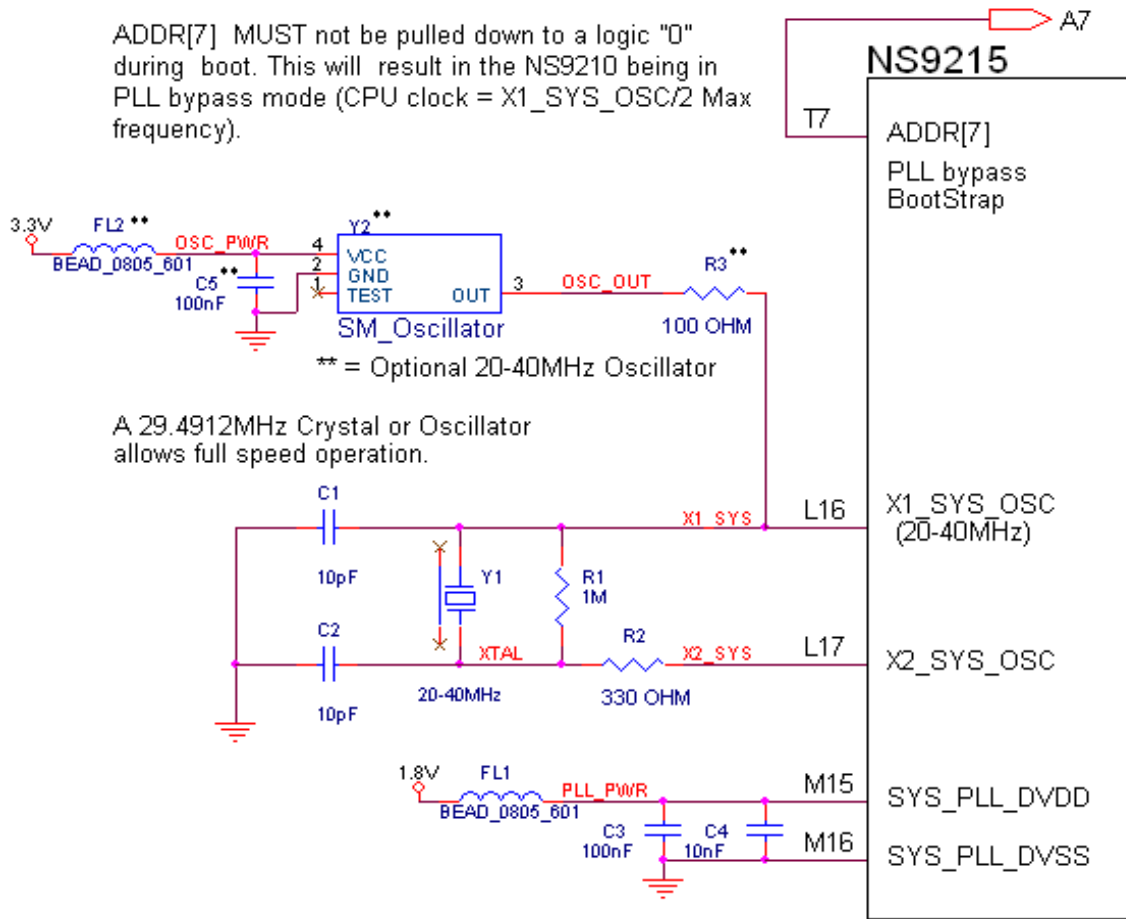 ADDR[7] MUST not be pulled down to a logic "0"
during boot. This will result in the NS9210 being in
PLL bypass mode (CPU clock = X1_SYS_OSC/2 Max
frequency).
A7
NS9215
T7
ADDR[7]
PLL bypass
BootStrap
3.3V
FL2 **
BEAD_0805_601
OSC_PWR
C5 **
100nF
Y2 **
4
2
1
VCC
GND
TEST
OUT
3
SM_Oscillator
OSC_OUT
R3 **
100 OHM
** = Optional 20-40MHz Oscillator
A 29.4912MHz Crystal or Oscillator
allows full speed operation.
C1
10pF
C2
10pF
Y1
20-40MHz
XTAL
R1
1M
R2
330 OHM
X1_SYS
L16
X1_SYS_OSC
(20-40MHz)
X2_SYS
L17
X2_SYS_OSC
1.8V
FL1
BEAD_0805_601
PLL_PWR
C3
100nF
C4
10nF
M15
SYS_PLL_DVDD
M16
SYS_PLL_DVSS